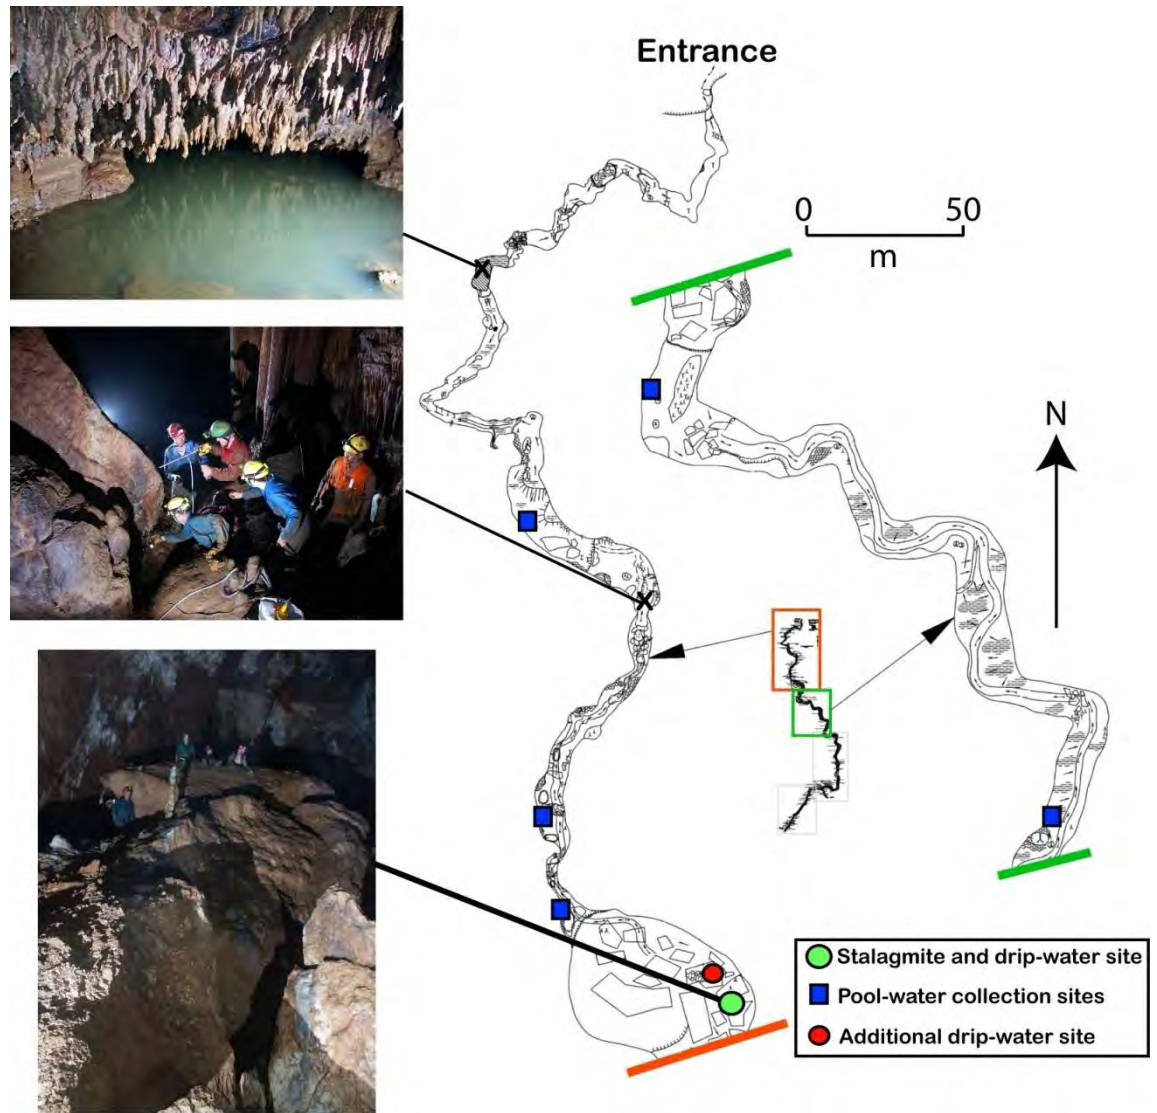 Entrance
0 50
m
N
Stalagmite and drip-water site
Pool-water collection sites
Additional drip-water site